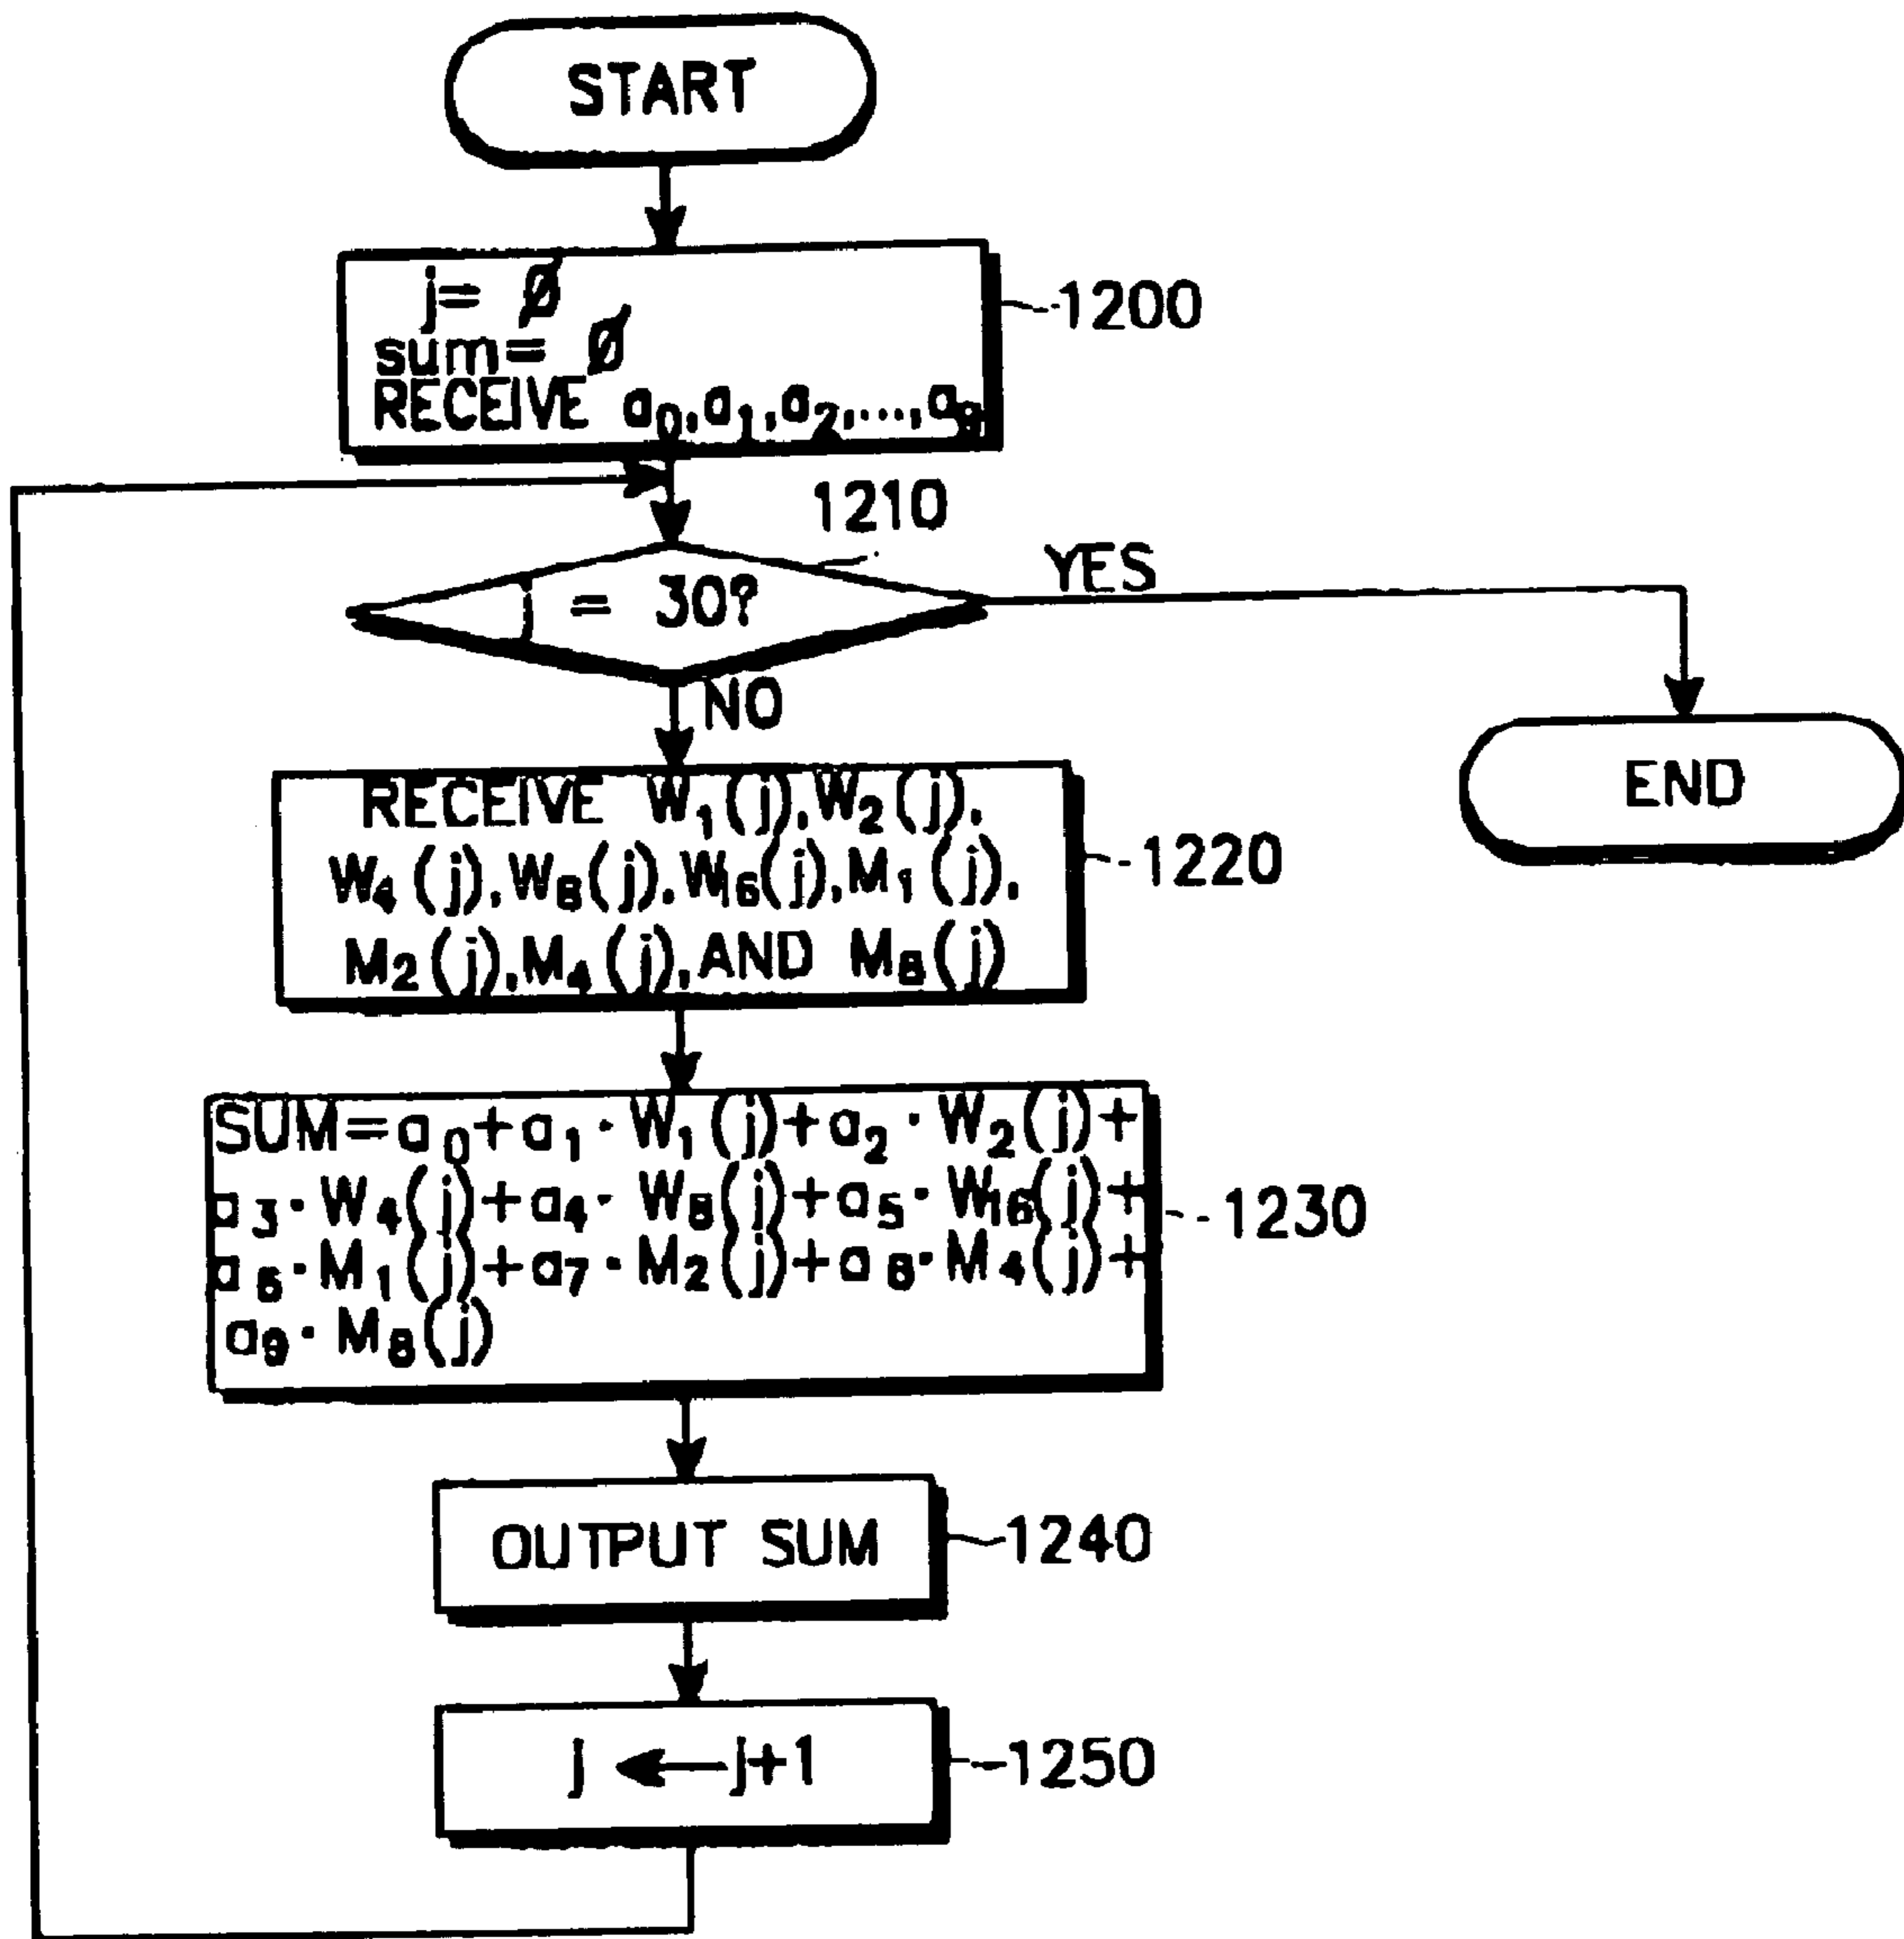 START
j= Ø
sum= Ø
RECEIVE a₀,a₁,a₂,...,a₉
1200
1210
j = 30?
YES
NO
END
RECEIVE W₁(j),W₂(j),
W₄(j),W₈(j),W₁₆(j),M₁(j),
M₂(j),M₄(j),AND M₈(j)
1220
SUM=a₀+a₁·W₁(j)+a₂·W₂(j)+
a₃·W₄(j)+a₄·W₈(j)+a₅·W₁₆(j)+
a₆·M₁(j)+a₇·M₂(j)+a₈·M₄(j)+
a₉·M₈(j)
1230
OUTPUT SUM
1240
j ← j+1
1250